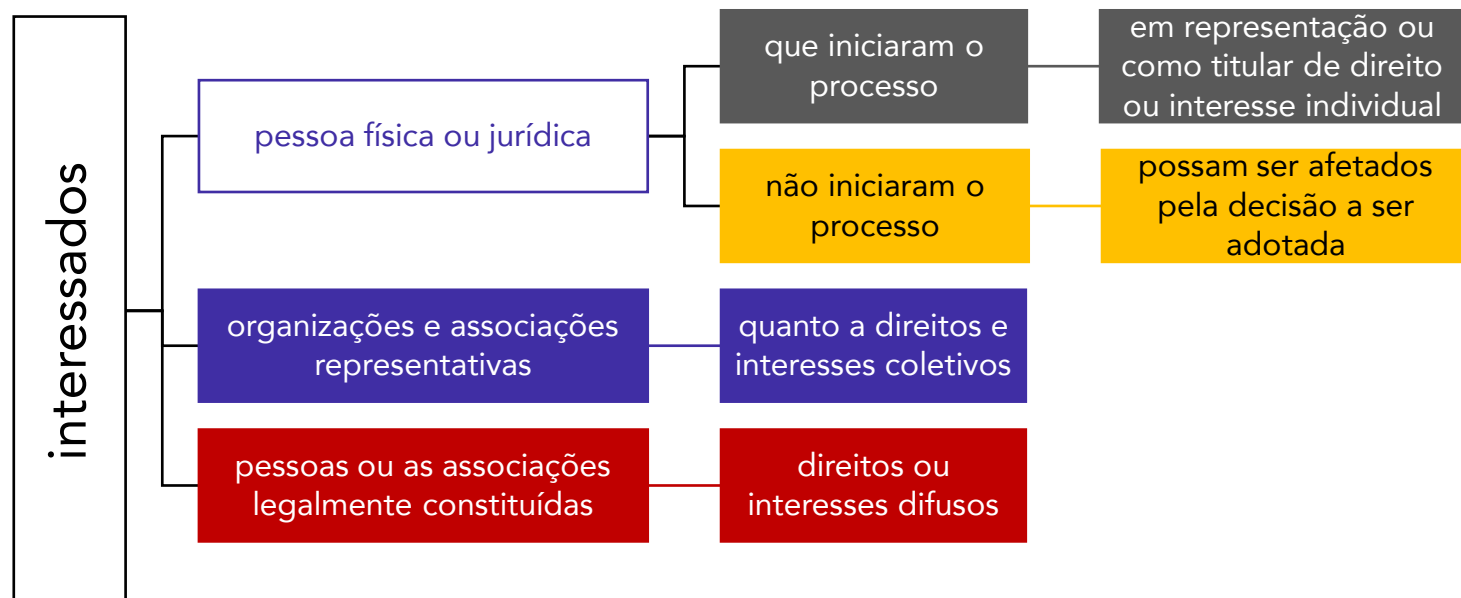 interessados
pessoa física ou jurídica
que iniciaram o
processo
em representação ou
como titular de direito
ou interesse individual
não iniciaram o
processo
possam ser afetados
pela decisão a ser
adotada
organizações e associações
representativas
quanto a direitos e
interesses coletivos
pessoas ou as associações
legalmente constituídas
direitos ou
interesses difusos